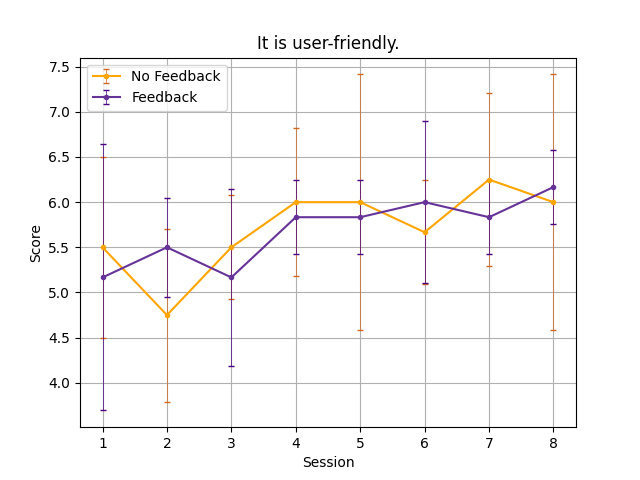 It is user-friendly.
No Feedback
Feedback
7.5
7.0
6.5
6.0
5.5
5.0
4.5
4.0
Score
1 2 3 4 5 6 7 8
Session